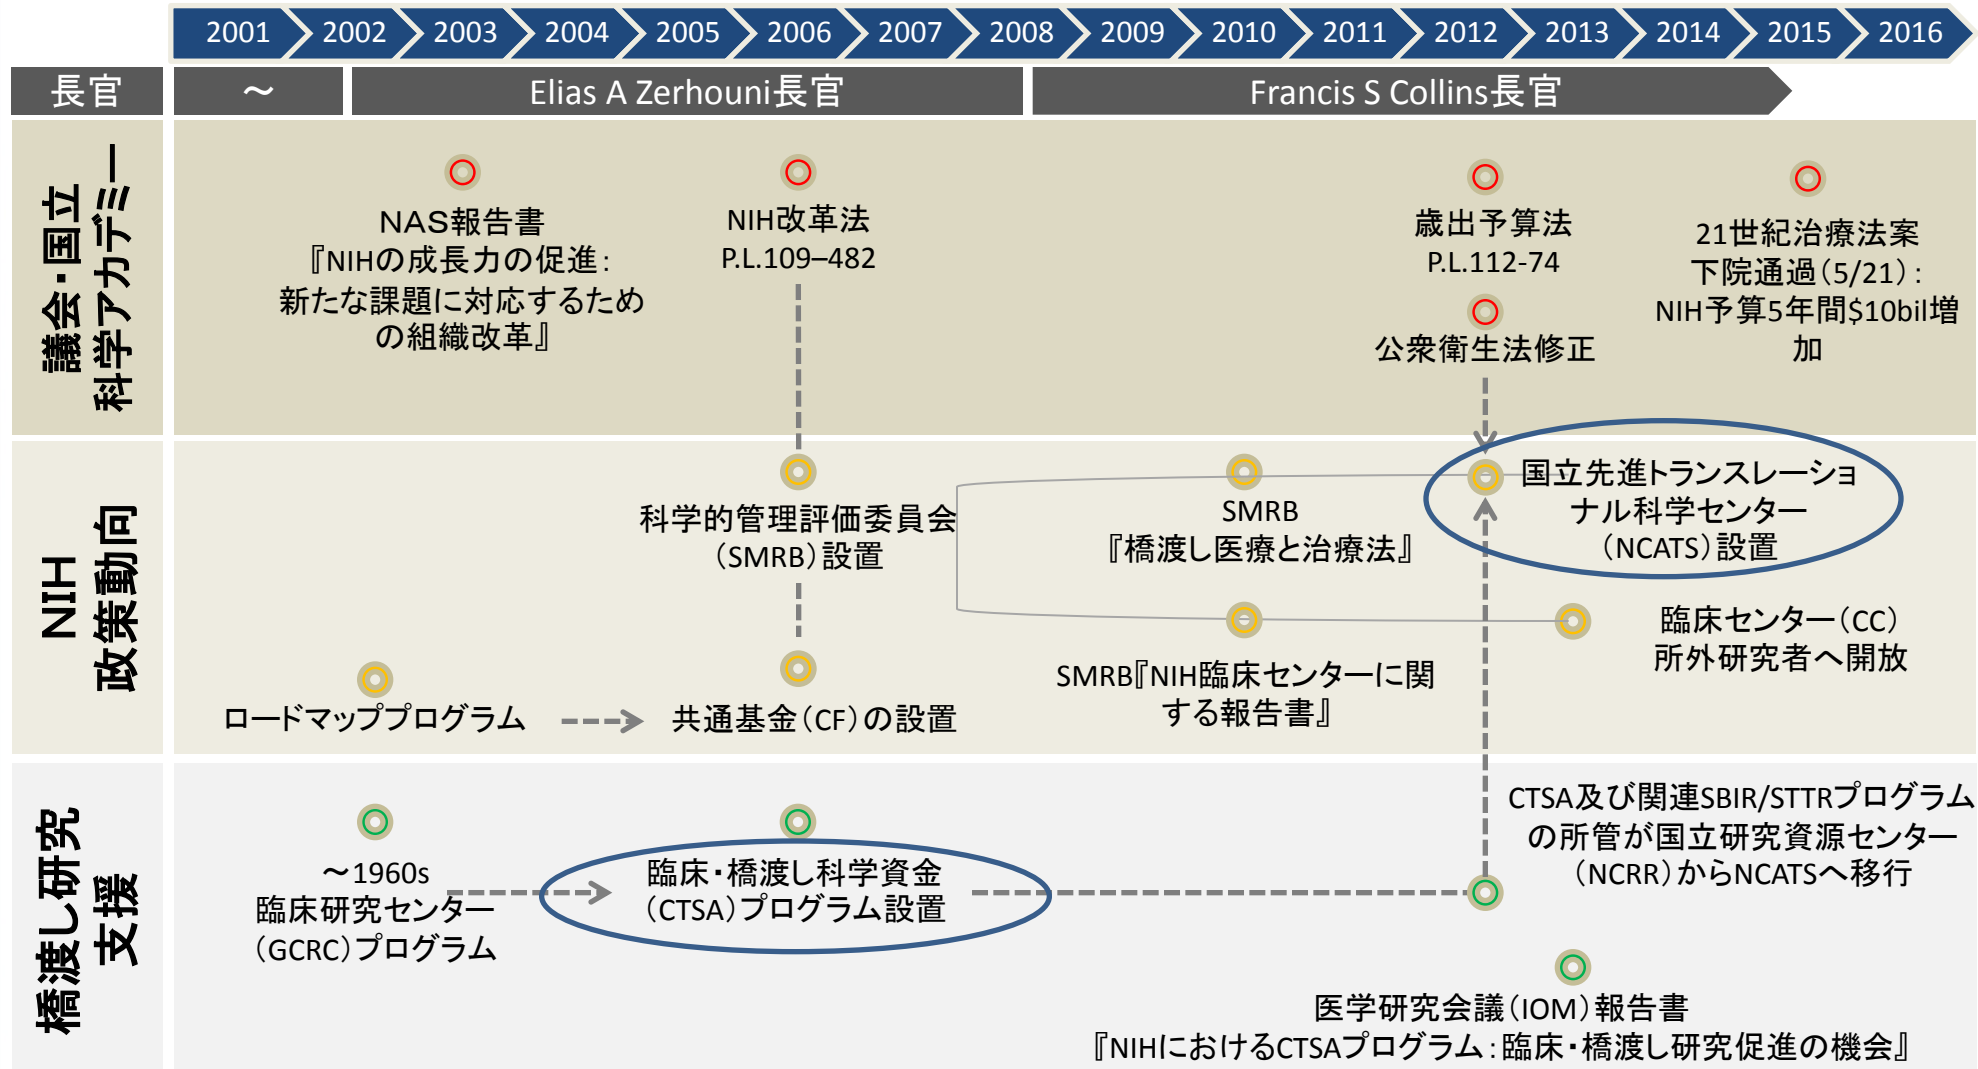 2001 2002 2003 2004 2005 2006 2007 2008 2009 2010 2011 2012 2013 2014 2015 2016
長官
～
Elias A Zerhouni長官
Francis S Collins長官
議会・国立
科学アカデミー
NAS報告書
『NIHの成長力の促進：
新たな課題に対応するため
の組織改革』
NIH改革法
P.L.109–482
歳出予算法
P.L.112-74
公衆衛生法修正
21世紀治療法案
下院通過（5/21）：
NIH予算5年間$10bil増
加
NIH
政策動向
科学的管理評価委員会
（SMRB）設置
SMRB
『橋渡し医療と治療法』
国立先進トランスレーショ
ナル科学センター
（NCATS）設置
ロードマッププログラム
共通基金（CF）の設置
SMRB『NIH臨床センターに関
する報告書』
臨床センター（CC）
所外研究者へ開放
橋渡し研究
支援
～1960s
臨床研究センター
（GCRC）プログラム
臨床・橋渡し科学資金
（CTSA）プログラム設置
CTSA及び関連SBIR/STTRプログラム
の所管が国立研究資源センター
（NCRR）からNCATSへ移行
医学研究会議（IOM）報告書
『NIHにおけるCTSAプログラム：臨床・橋渡し研究促進の機会』